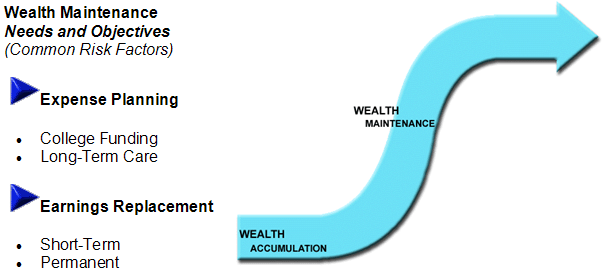 Wealth Maintenance
Needs and Objectives
(Common Risk Factors)
Expense Planning
• College Funding
• Long-Term Care
Earnings Replacement
• Short-Term
• Permanent
WEALTH
MAINTENANCE
WEALTH
ACCUMULATION